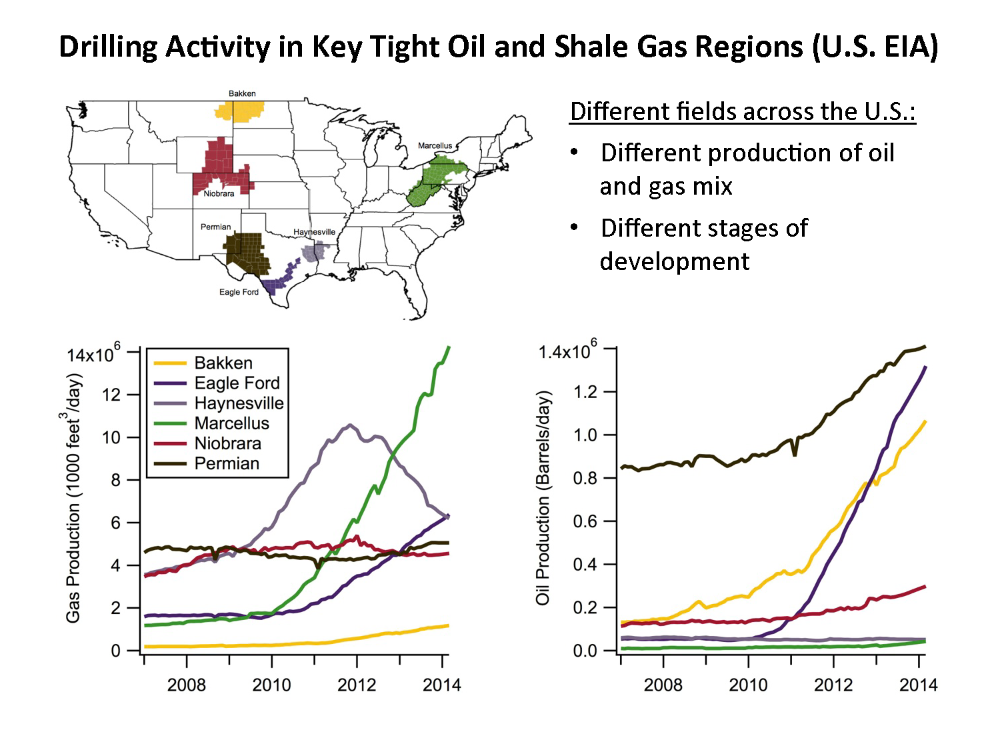 Drilling Activity in Key Tight Oil and Shale Gas Regions (U.S. EIA)
Bakken
Marcellus
Niobrara
Permian
Haynesville
Eagle Ford
Different fields across the U.S.:
• Different production of oil
and gas mix
• Different stages of
development
Gas Production (1000 feet³/day)
14x10⁶
12
10
8
6
4
2
0
2008 2010 2012 2014
Bakken
Eagle Ford
Haynesville
Marcellus
Niobrara
Permian
Oil Production (Barrels/day)
1.4x10⁶
1.2
1.0
0.8
0.6
0.4
0.2
0.0
2008 2010 2012 2014